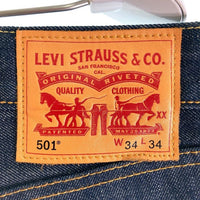 LEVI STRAUSS & CO.
SAN FRANCISCO
CAL.
ORIGINAL RIVETED
QUALITY CLOTHING
XX
PATENTED MAY 20 1873
501® W 34 L 34